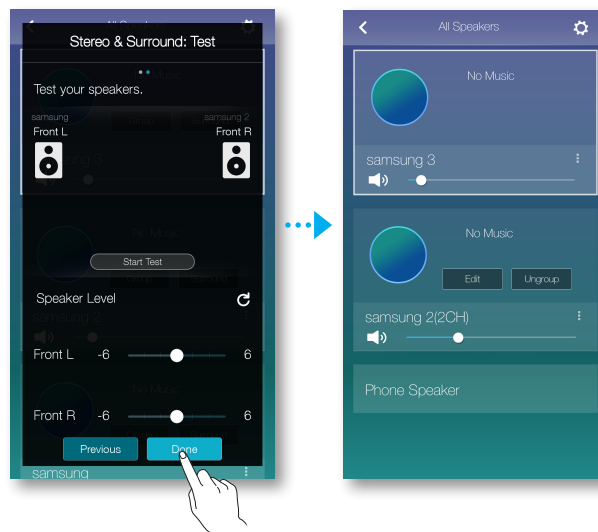 Stereo & Surround: Test
Test your speakers.
samsung samsung 2
Front L Front R
Start Test
Speaker Level
Front L -6 6
Front R -6 6
Previous Done
samsung
All Speakers
No Music
samsung 3
No Music
Edit Ungroup
samsung 2(2CH)
Phone Speaker